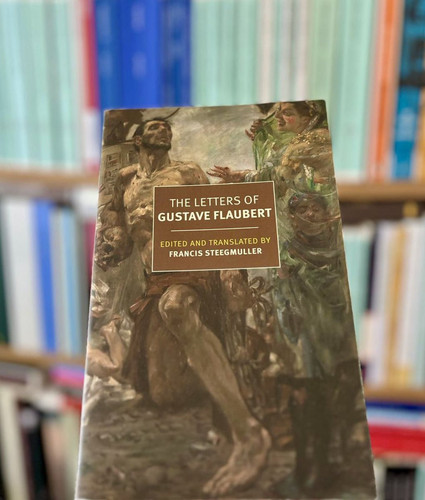 THE LETTERS OF
GUSTAVE FLAUBERT
EDITED AND TRANSLATED BY
FRANCIS STEEGMULLER